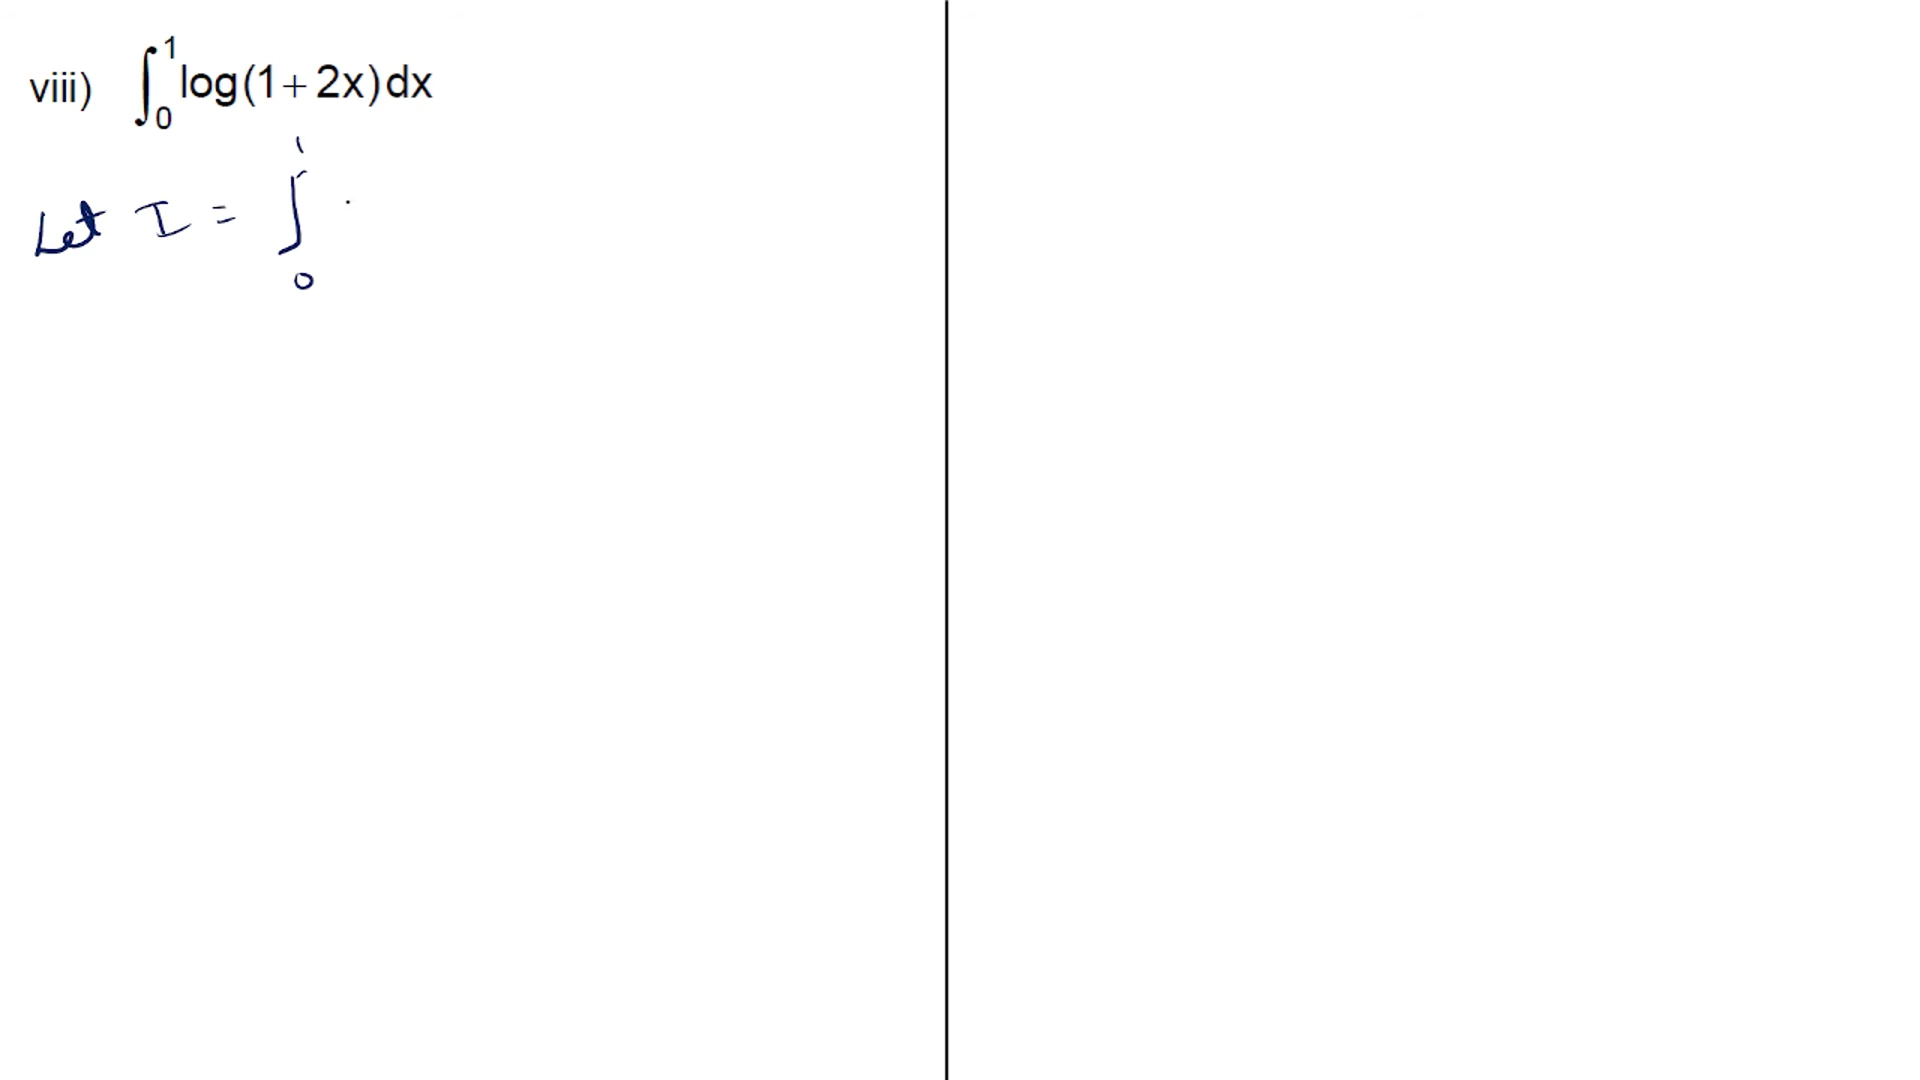 viii) ∫₀¹ log(1+2x)dx
Let I = ∫₀¹